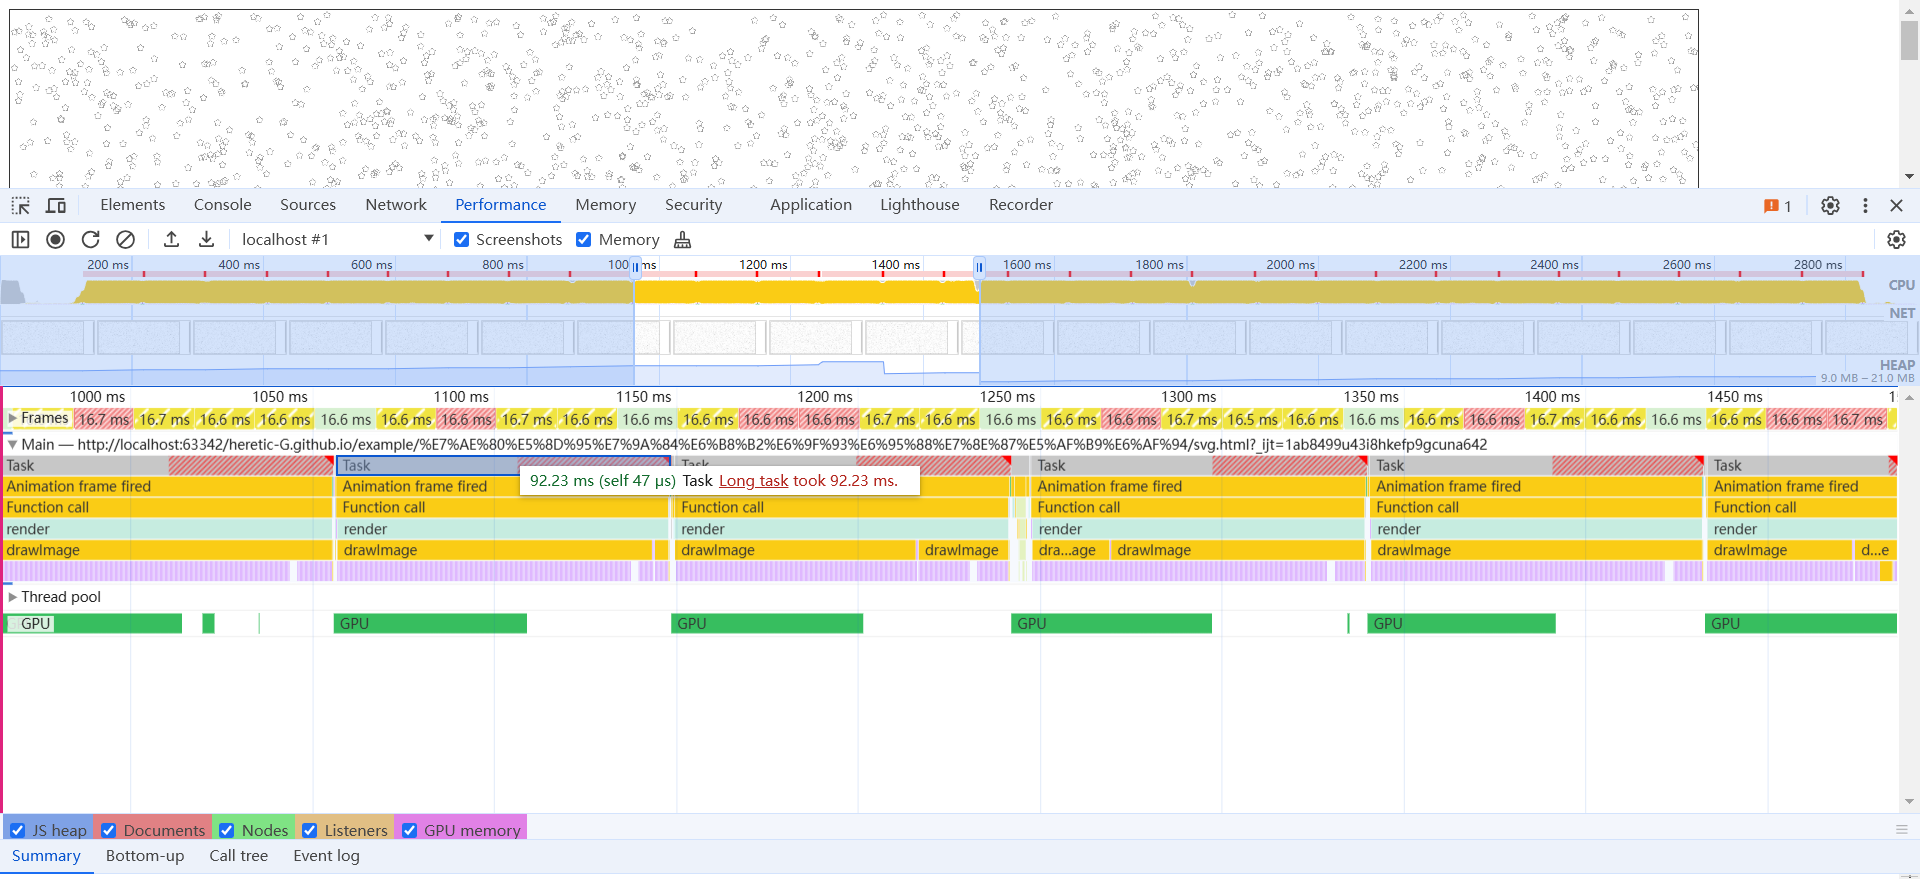 Elements Console Sources Network Performance Memory Security Application Lighthouse Recorder 1
localhost #1 Screenshots Memory
200 ms 400 ms 600 ms 800 ms 100 ms 1200 ms 1400 ms 1600 ms 1800 ms 2000 ms 2200 ms 2400 ms 2600 ms 2800 ms
CPU
NET
HEAP
9.0 MB – 21.0 MB
1000 ms 1050 ms 1100 ms 1150 ms 1200 ms 1250 ms 1300 ms 1350 ms 1400 ms 1450 ms
Frames 16.7 ms 16.7 ms 16.6 ms 16.6 ms 16.6 ms 16.6 ms 16.6 ms 16.7 ms 16.6 ms 16.6 ms 16.6 ms 16.6 ms 16.6 ms 16.7 ms 16.6 ms 16.6 ms 16.6 ms 16.6 ms 16.7 ms 16.5 ms 16.6 ms 16.6 ms 16.6 ms 16.6 ms 16.7 ms 16.6 ms 16.6 ms 16.6 ms 16.6 ms 16.7 ms
Main — http://localhost:63342/heretic-G.github.io/example/%E7%AE%80%E5%8D%95%E7%9A%84%E6%B8%B2%E6%9F%93%E6%95%88%E7%8E%87%E5%AF%B9%E6%AF%94/svg.html?_ijt=1ab8499u43i8hkefp9gcuna642
Task Task Task Task Task Task
92.23 ms (self 47 μs) Task Long task took 92.23 ms.
Animation frame fired Animation frame fired Animation frame fired Animation frame fired Animation frame fired
Function call Function call Function call Function call Function call Function call
render render render render render render
drawImage drawImage drawImage drawImage dra...age drawImage drawImage drawImage d...e
Thread pool
GPU GPU GPU GPU GPU GPU
JS heap Documents Nodes Listeners GPU memory
Summary Bottom-up Call tree Event log